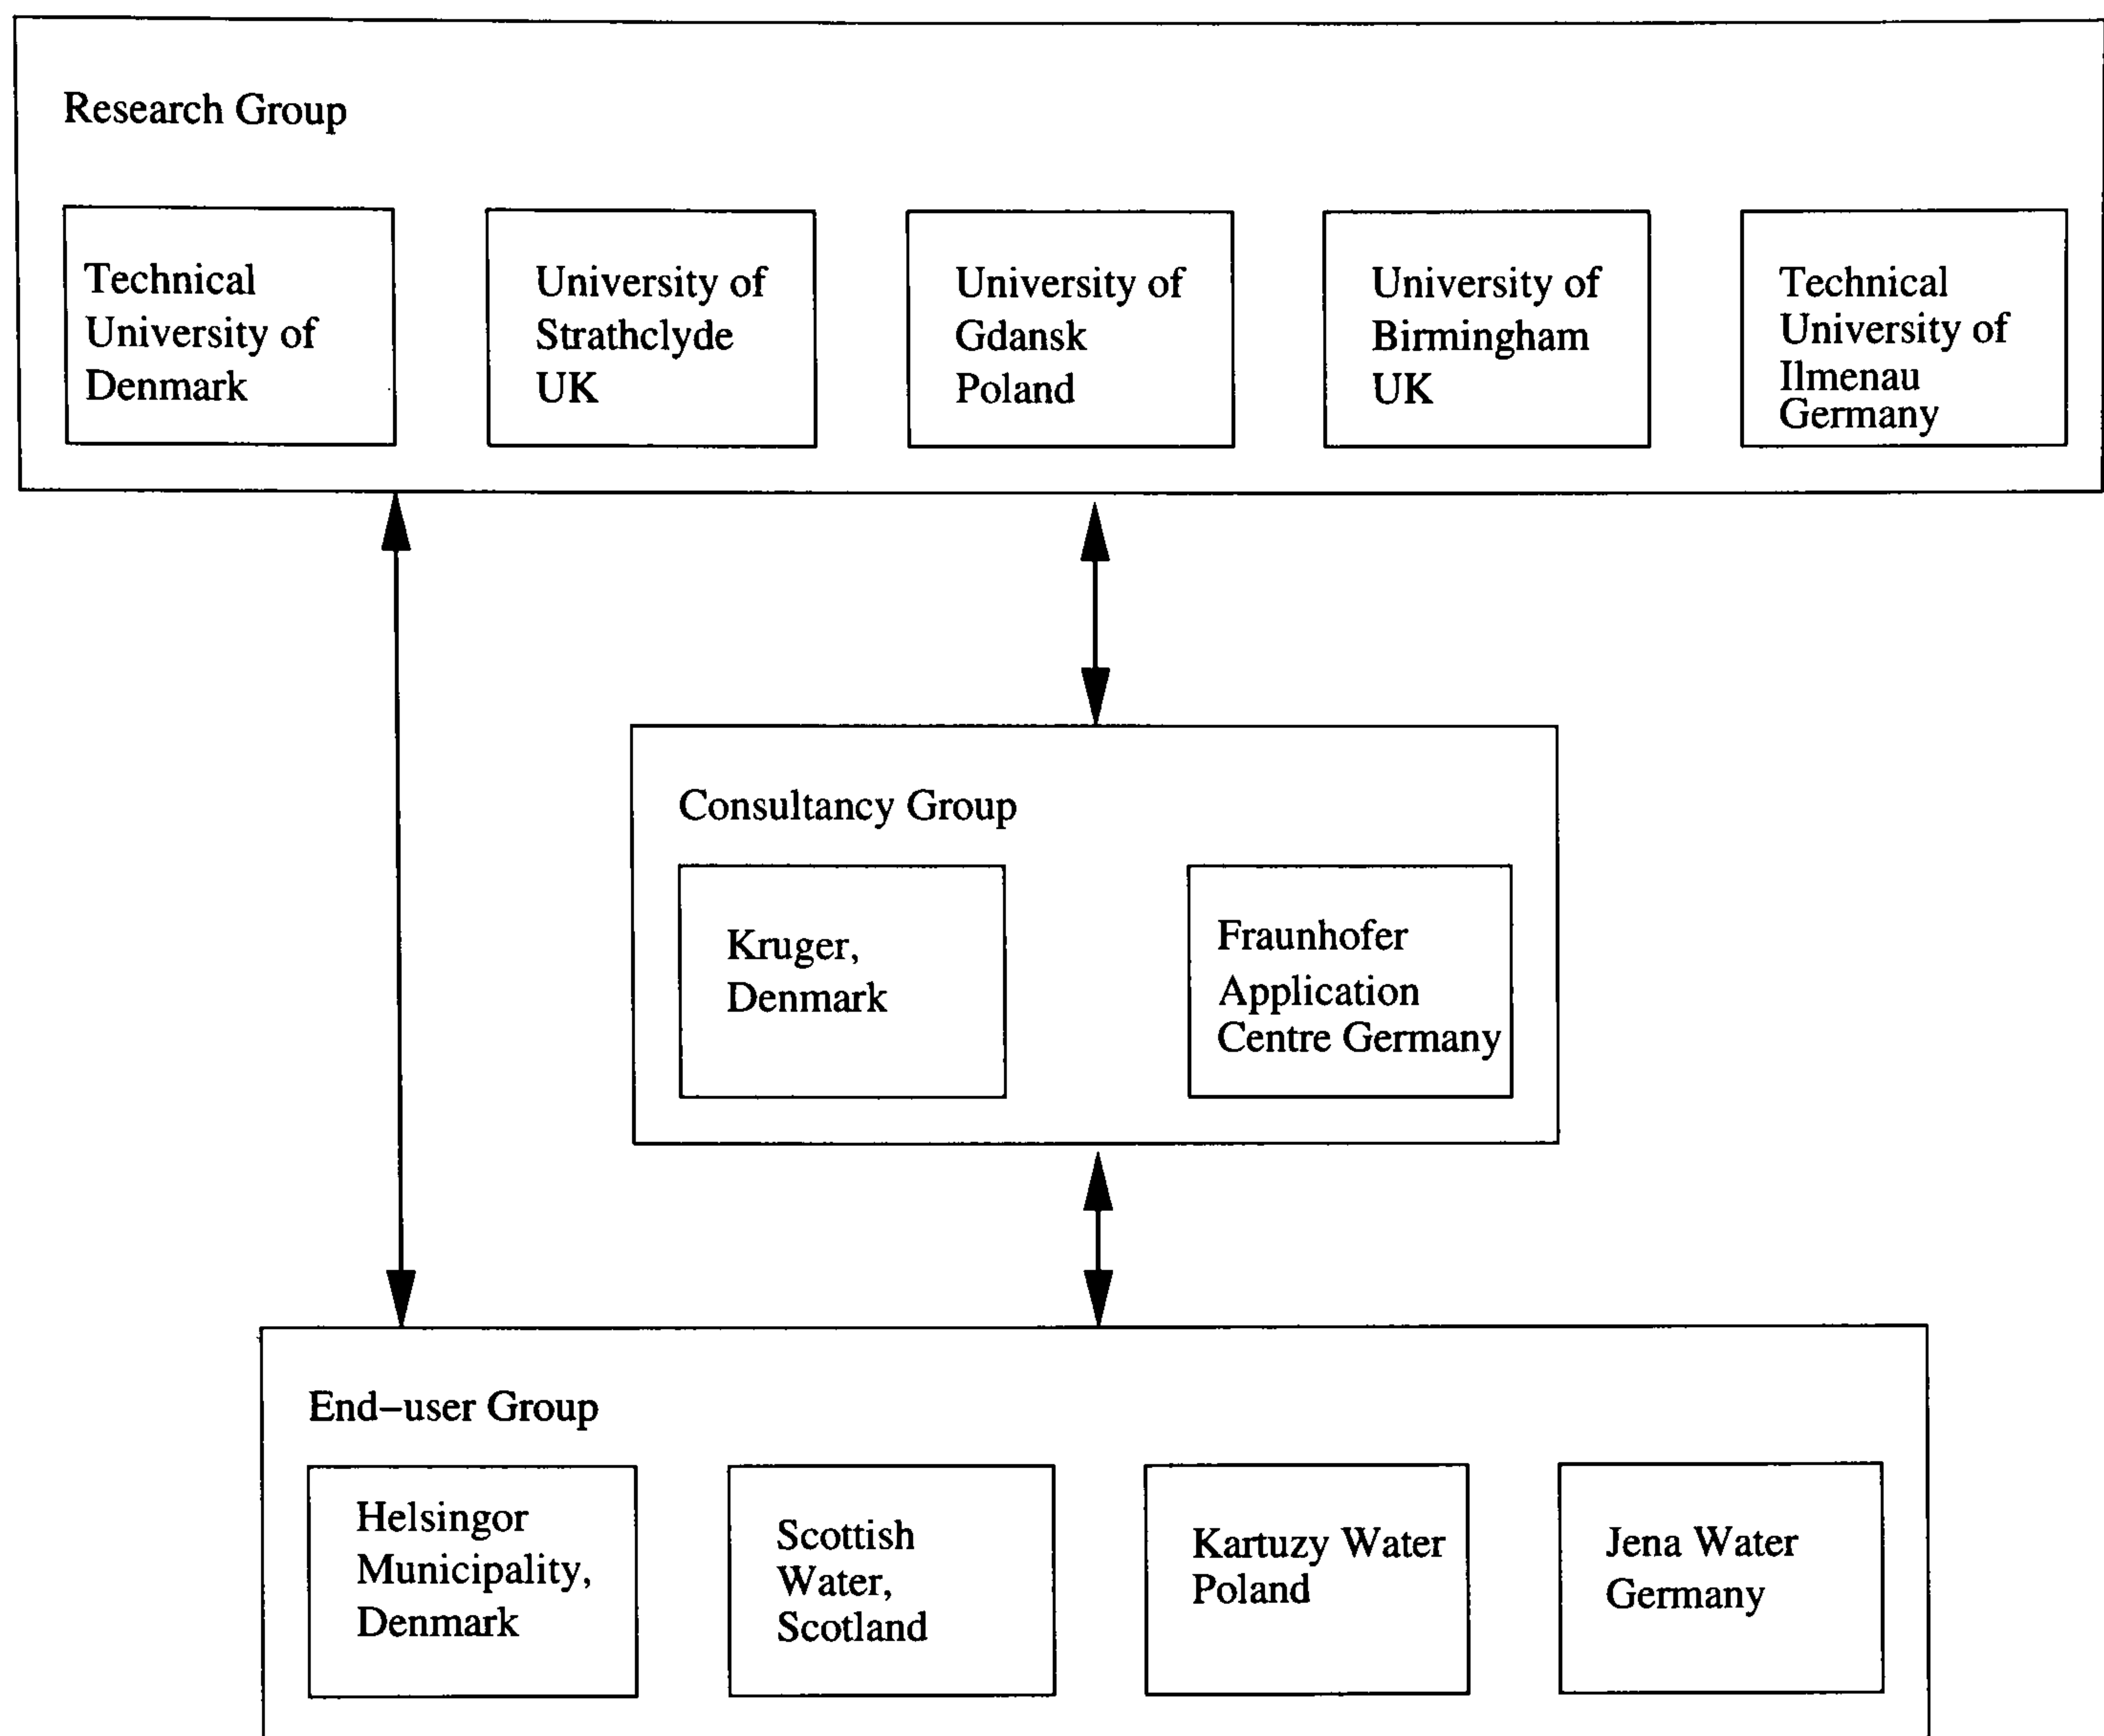 Research Group
Technical
University of
Denmark
University of
Strathclyde
UK
University of
Gdansk
Poland
University of
Birmingham
UK
Technical
University of
Ilmenau
Germany
Consultancy Group
Kruger,
Denmark
Fraunhofer
Application
Centre Germany
End–user Group
Helsingor
Municipality,
Denmark
Scottish
Water,
Scotland
Kartuzy Water
Poland
Jena Water
Germany